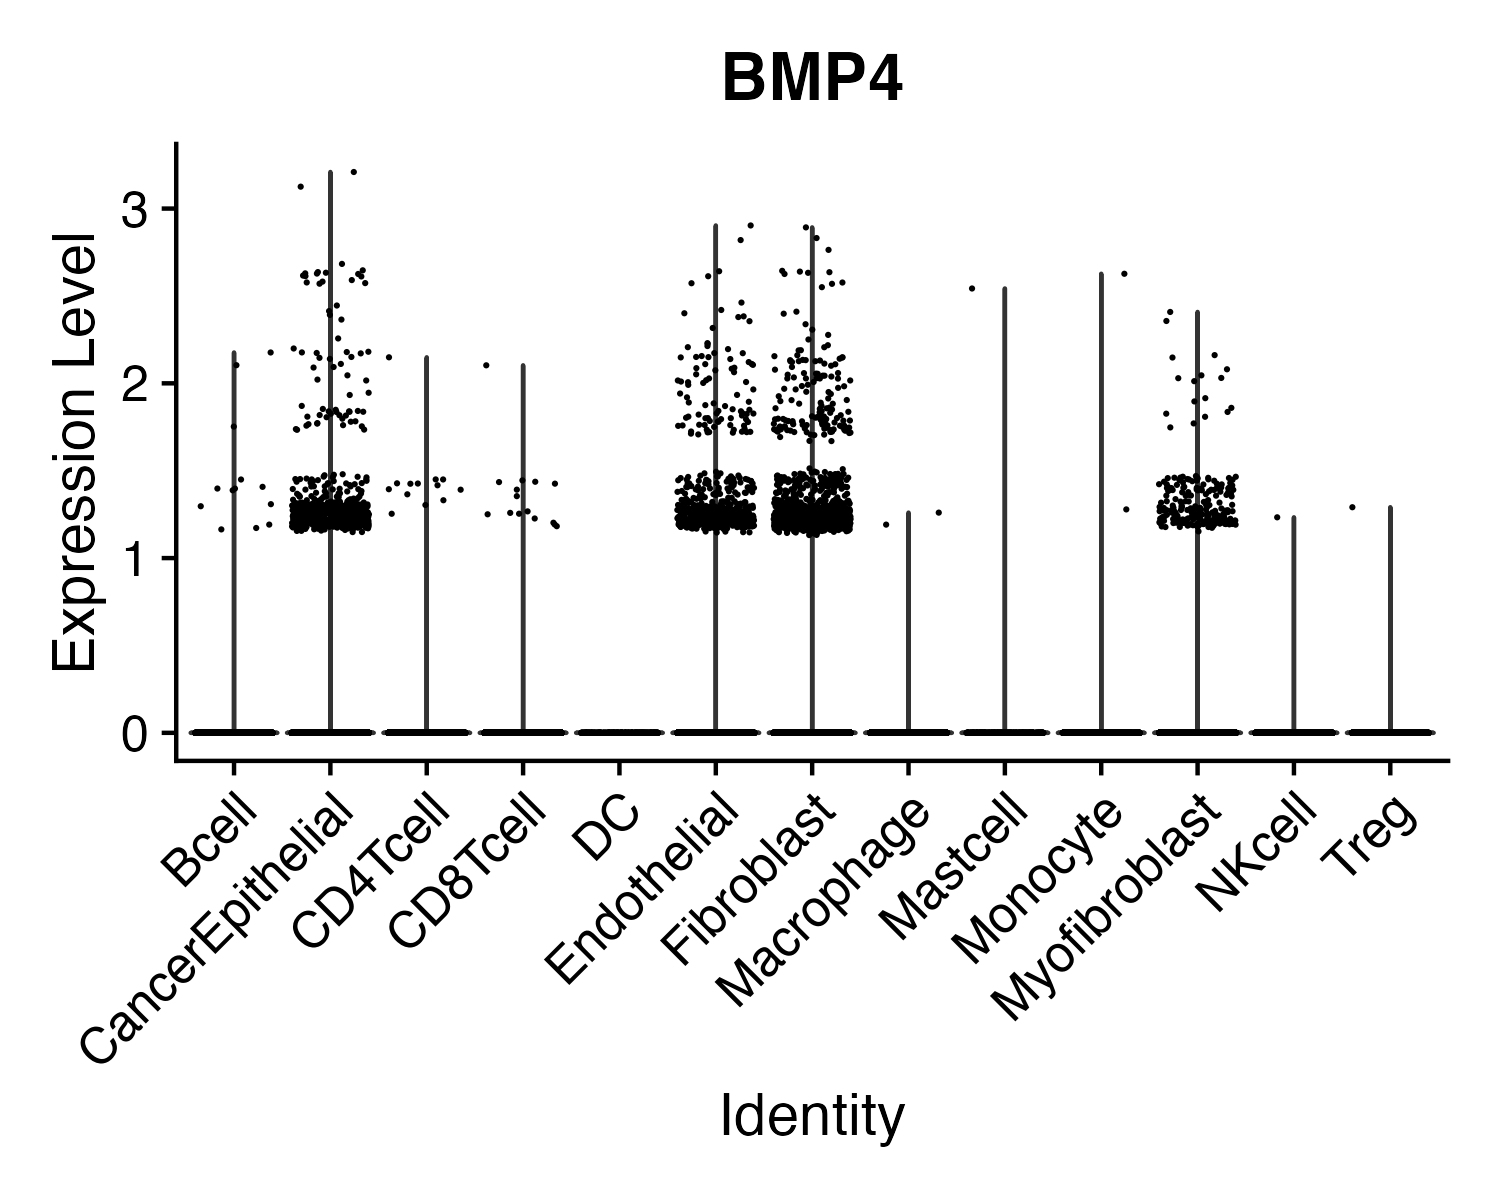 BMP4
Expression Level
3
2
1
0
Bcell
CancerEpithelial
CD4Tcell
CD8Tcell
DC
Endothelial
Fibroblast
Macrophage
Mastcell
Monocyte
Myofibroblast
NKcell
Treg
Identity